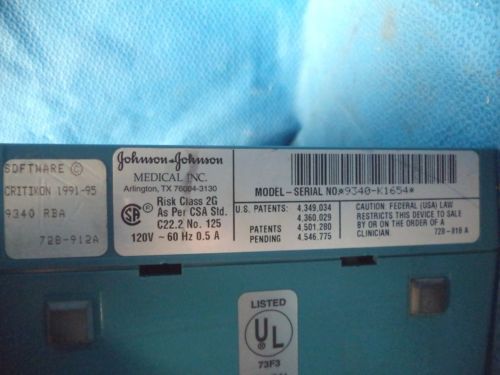 SOFTWARE ©
CRITIKON 1991-95
9340 RBA
728-912A
Johnson & Johnson
MEDICAL INC.
Arlington, TX 76004-3130
Risk Class 2G
As Per CSA Std.
C22.2 No. 125
120V ~ 60 Hz 0.5 A
MODEL-SERIAL NO.*9340-K1654*
U.S. PATENTS: 4,349,034
4,360,029
PATENTS 4,501,280
PENDING 4,546,775
CAUTION: FEDERAL (USA) LAW
RESTRICTS THIS DEVICE TO SALE
BY OR ON THE ORDER OF A
CLINICIAN 728-818 A
LISTED
UL
73F3